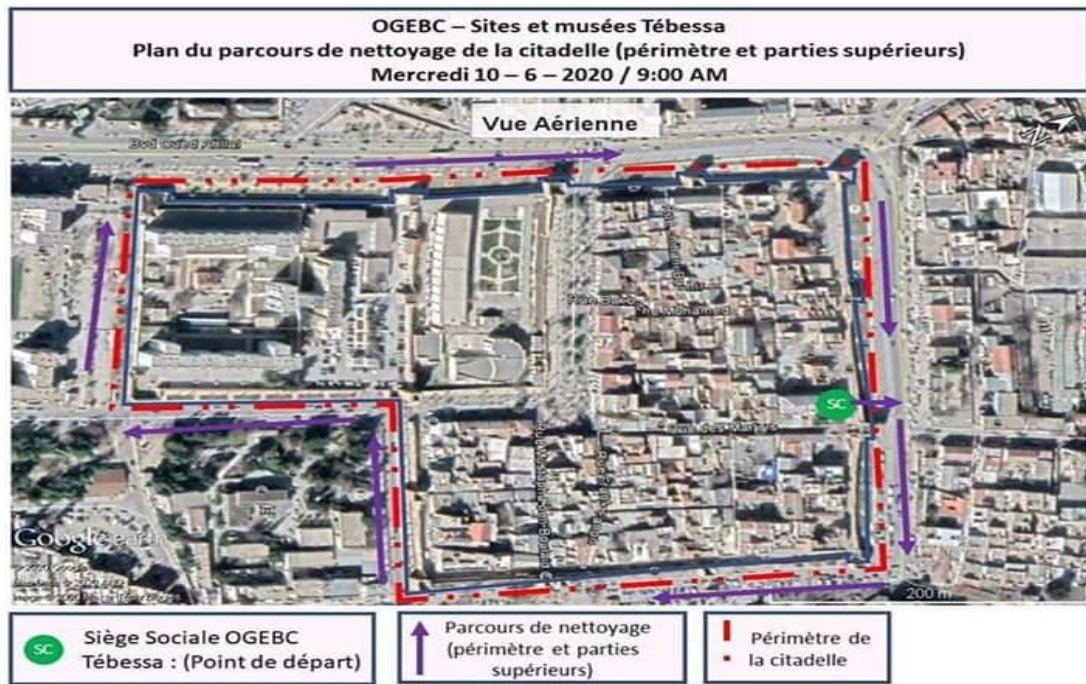 OGEBC – Sites et musées Tébessa
Plan du parcours de nettoyage de la citadelle (périmètre et parties supérieurs)
Mercredi 10 – 6 – 2020 / 9:00 AM
Vue Aérienne
N
SC
Google earth
200 m
SC
Siège Sociale OGEBC
Tébessa : (Point de départ)
Parcours de nettoyage
(périmètre et parties
supérieurs)
Périmètre de
la citadelle